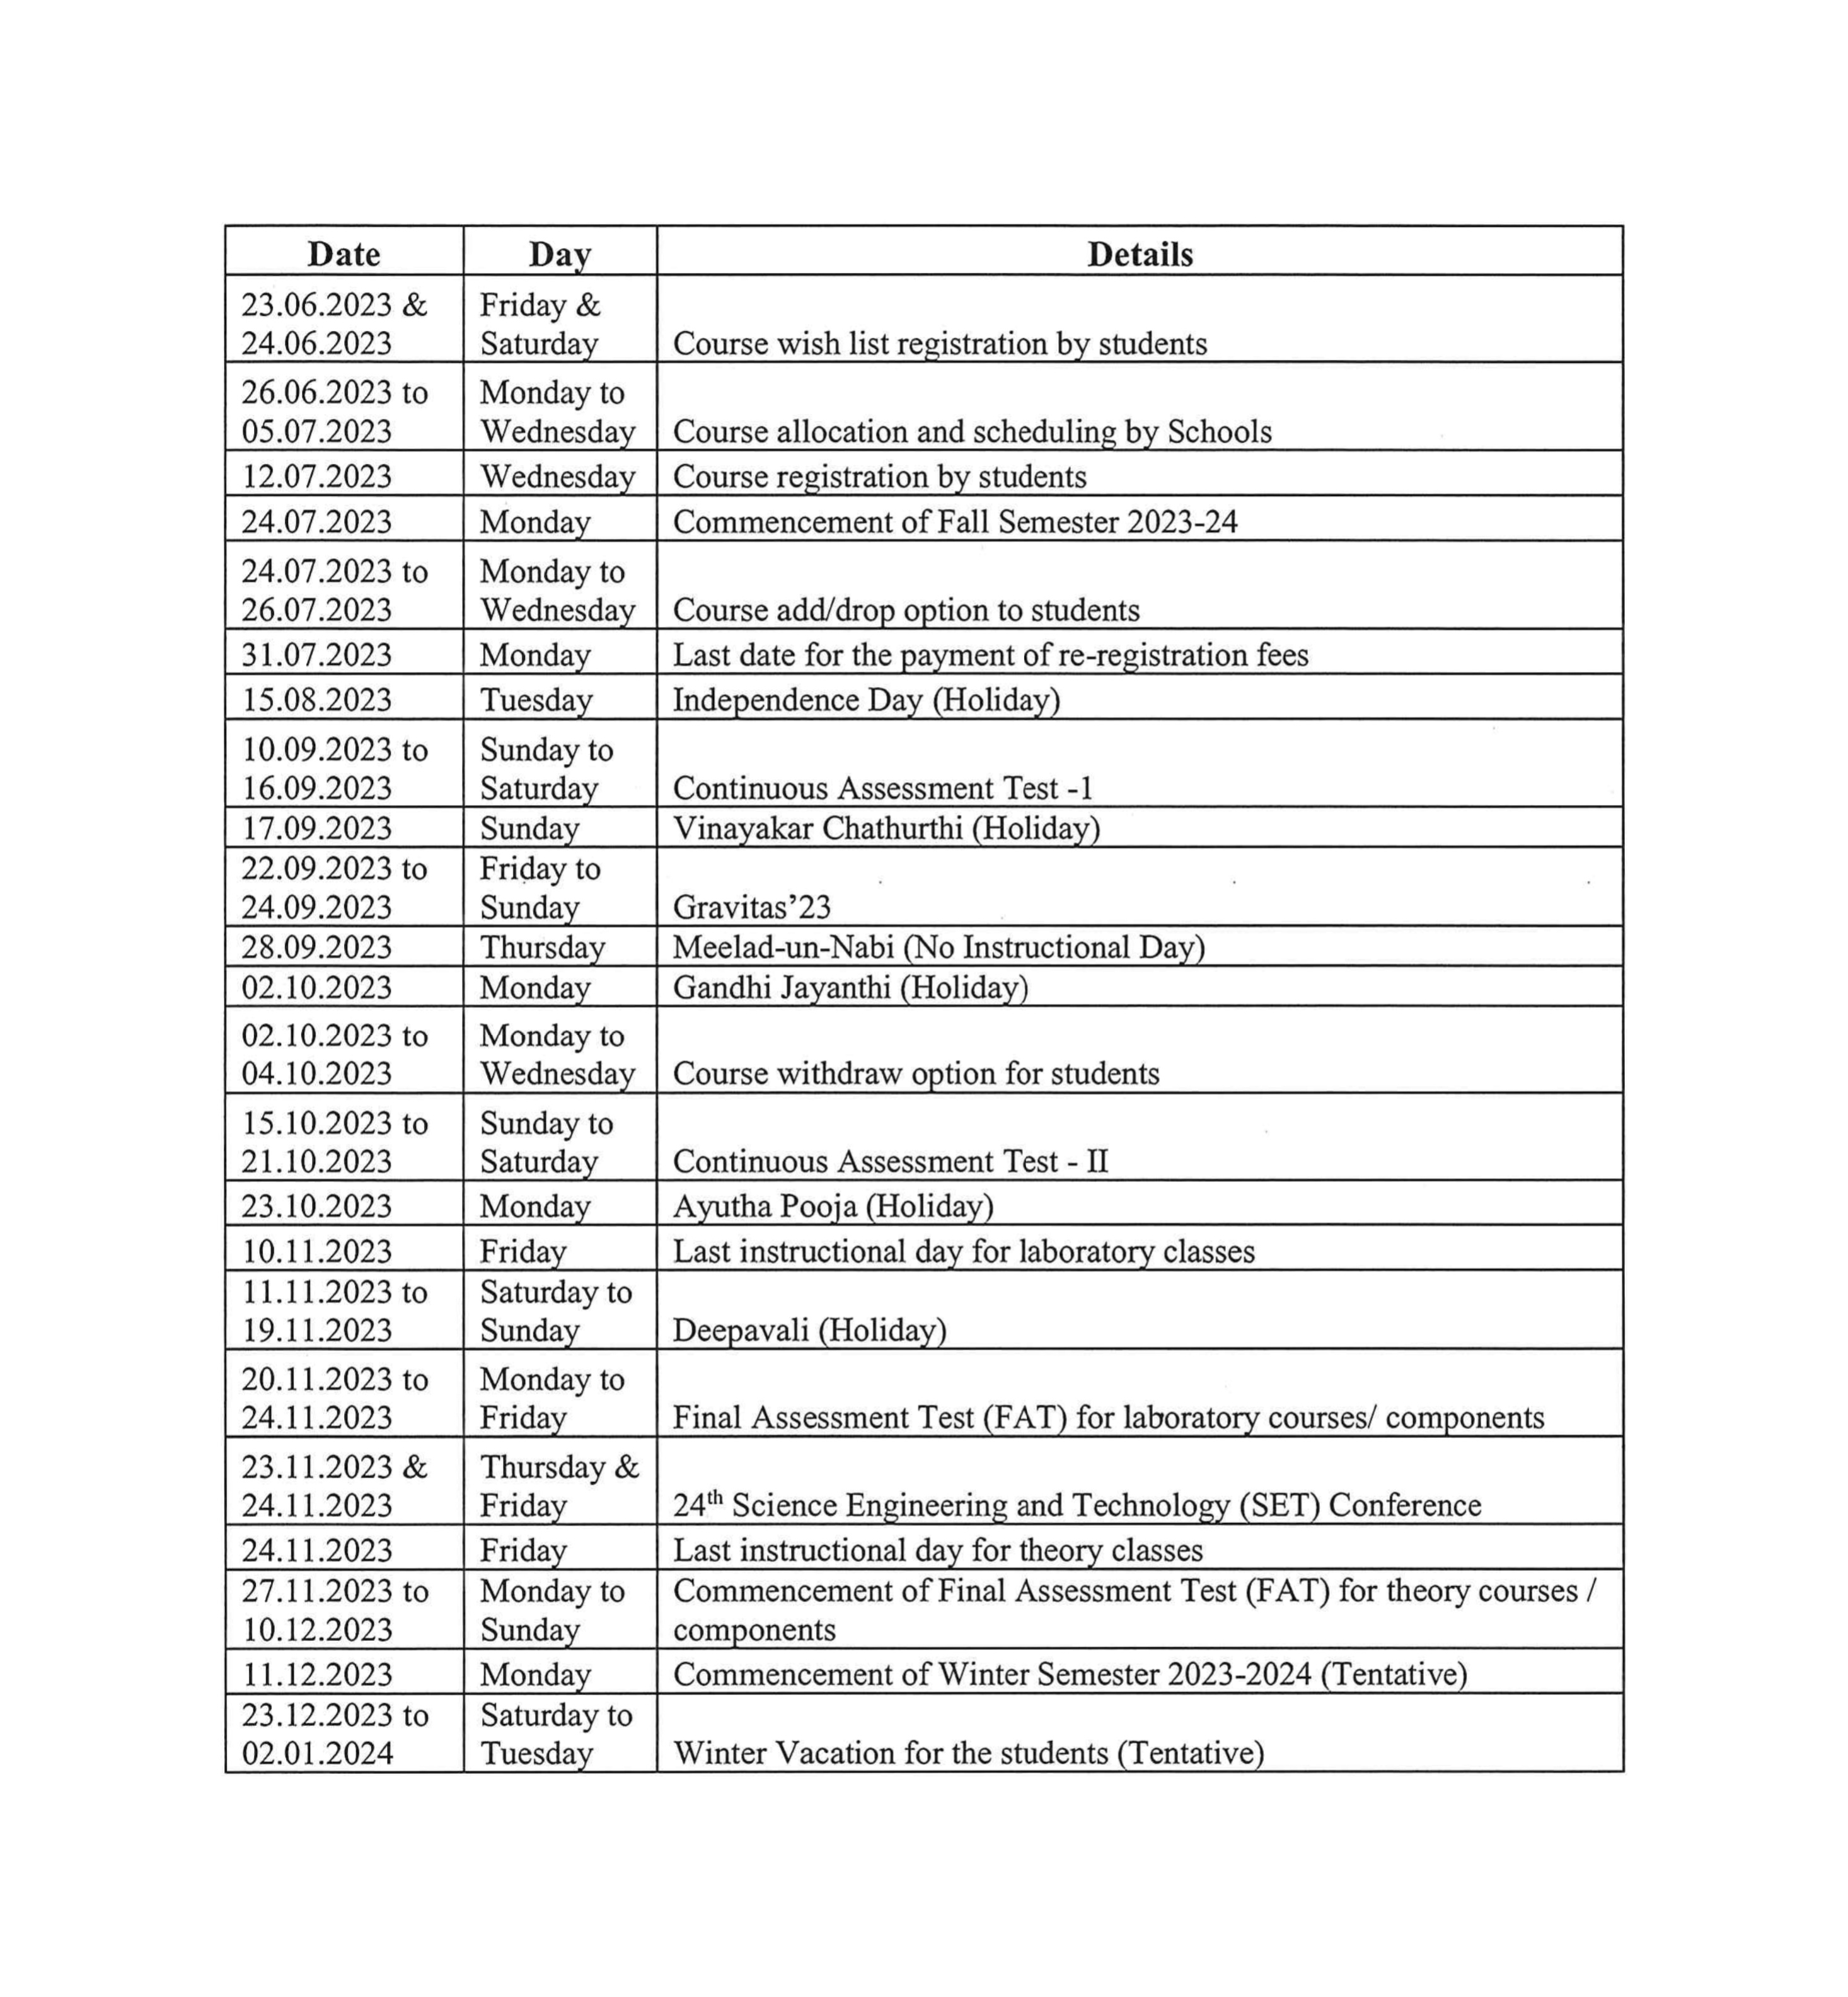 Date Day Details
23.06.2023 & Friday &
24.06.2023 Saturday Course wish list registration by students
26.06.2023 to Monday to
05.07.2023 Wednesday Course allocation and scheduling by Schools
12.07.2023 Wednesday Course registration by students
24.07.2023 Monday Commencement of Fall Semester 2023-24
24.07.2023 to Monday to
26.07.2023 Wednesday Course add/drop option to students
31.07.2023 Monday Last date for the payment of re-registration fees
15.08.2023 Tuesday Independence Day (Holiday)
10.09.2023 to Sunday to
16.09.2023 Saturday Continuous Assessment Test -1
17.09.2023 Sunday Vinayakar Chathurthi (Holiday)
22.09.2023 to Friday to
24.09.2023 Sunday Gravitas’23
28.09.2023 Thursday Meelad-un-Nabi (No Instructional Day)
02.10.2023 Monday Gandhi Jayanthi (Holiday)
02.10.2023 to Monday to
04.10.2023 Wednesday Course withdraw option for students
15.10.2023 to Sunday to
21.10.2023 Saturday Continuous Assessment Test - II
23.10.2023 Monday Ayutha Pooja (Holiday)
10.11.2023 Friday Last instructional day for laboratory classes
11.11.2023 to Saturday to
19.11.2023 Sunday Deepavali (Holiday)
20.11.2023 to Monday to
24.11.2023 Friday Final Assessment Test (FAT) for laboratory courses/ components
23.11.2023 & Thursday &
24.11.2023 Friday 24th Science Engineering and Technology (SET) Conference
24.11.2023 Friday Last instructional day for theory classes
27.11.2023 to Monday to Commencement of Final Assessment Test (FAT) for theory courses /
10.12.2023 Sunday components
11.12.2023 Monday Commencement of Winter Semester 2023-2024 (Tentative)
23.12.2023 to Saturday to
02.01.2024 Tuesday Winter Vacation for the students (Tentative)